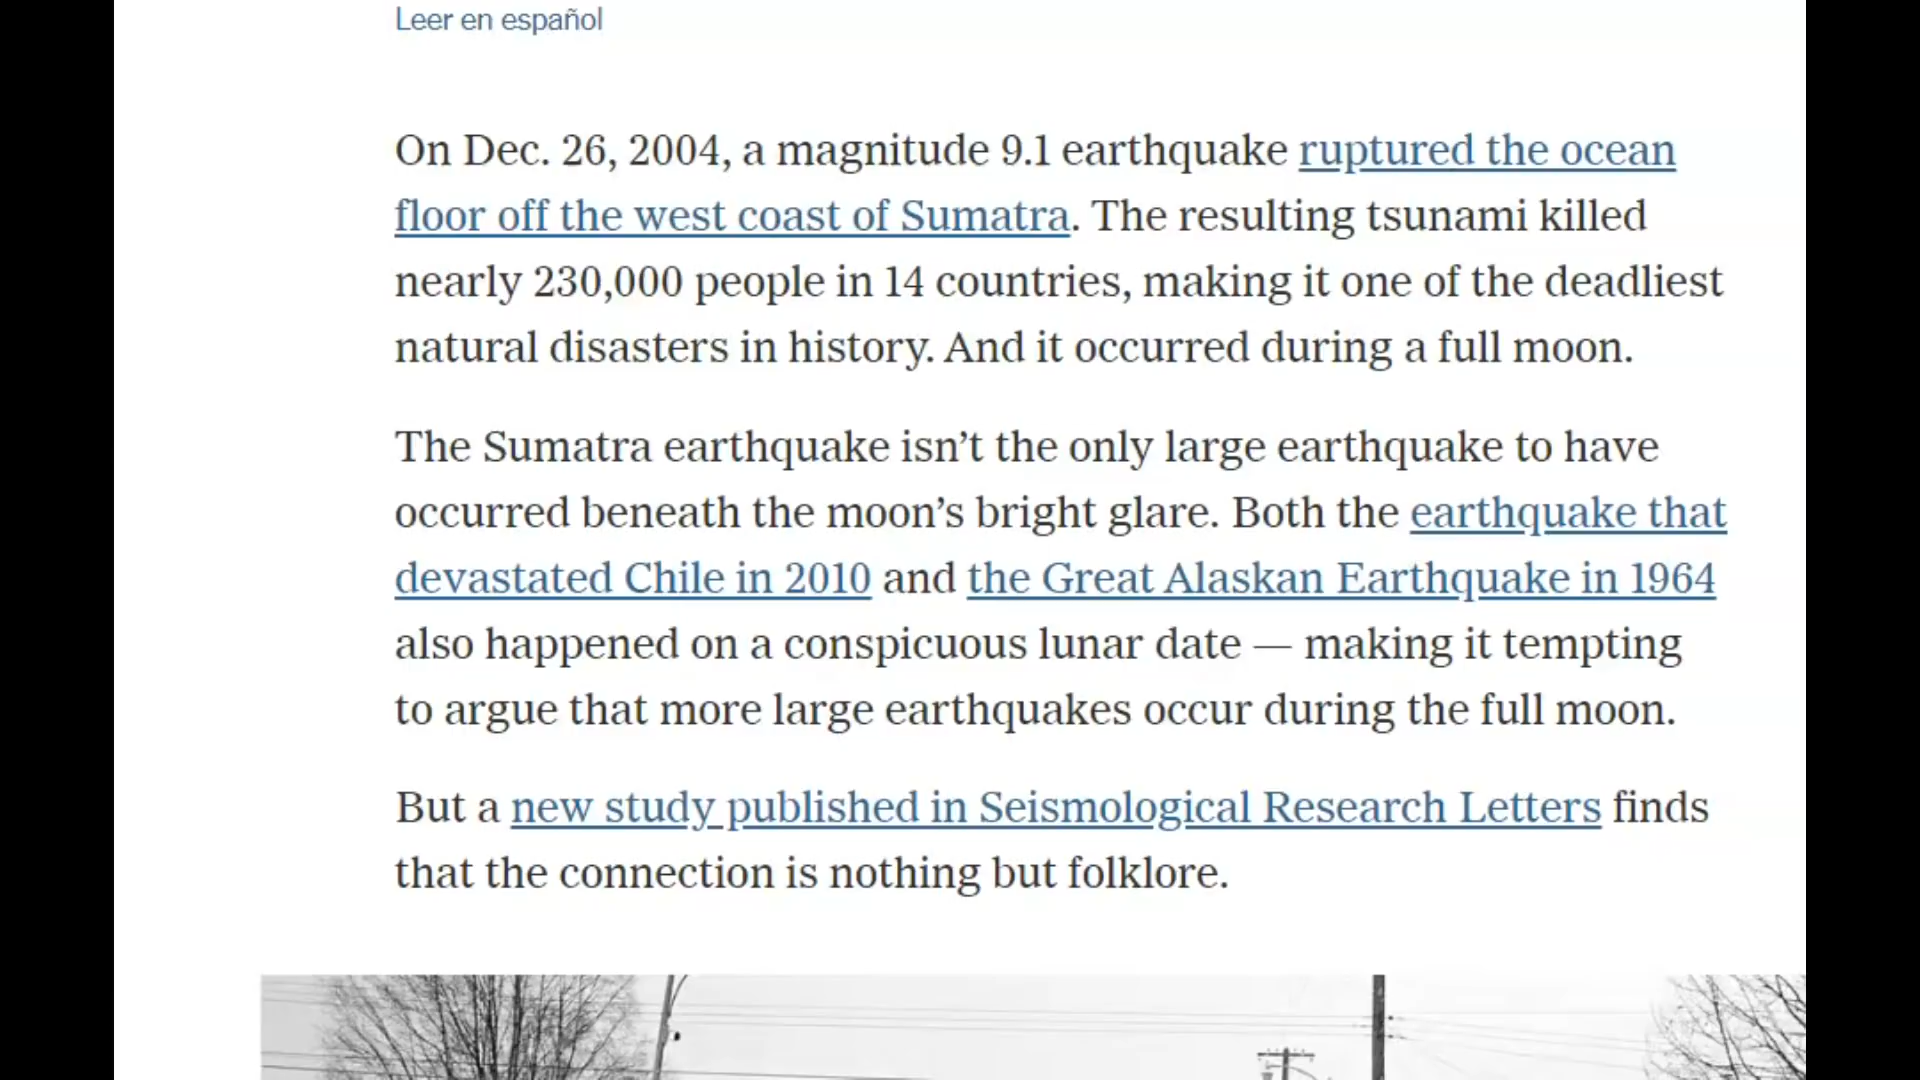 Leer en español
On Dec. 26, 2004, a magnitude 9.1 earthquake ruptured the ocean
floor off the west coast of Sumatra. The resulting tsunami killed
nearly 230,000 people in 14 countries, making it one of the deadliest
natural disasters in history. And it occurred during a full moon.
The Sumatra earthquake isn’t the only large earthquake to have
occurred beneath the moon’s bright glare. Both the earthquake that
devastated Chile in 2010 and the Great Alaskan Earthquake in 1964
also happened on a conspicuous lunar date — making it tempting
to argue that more large earthquakes occur during the full moon.
But a new study published in Seismological Research Letters finds
that the connection is nothing but folklore.